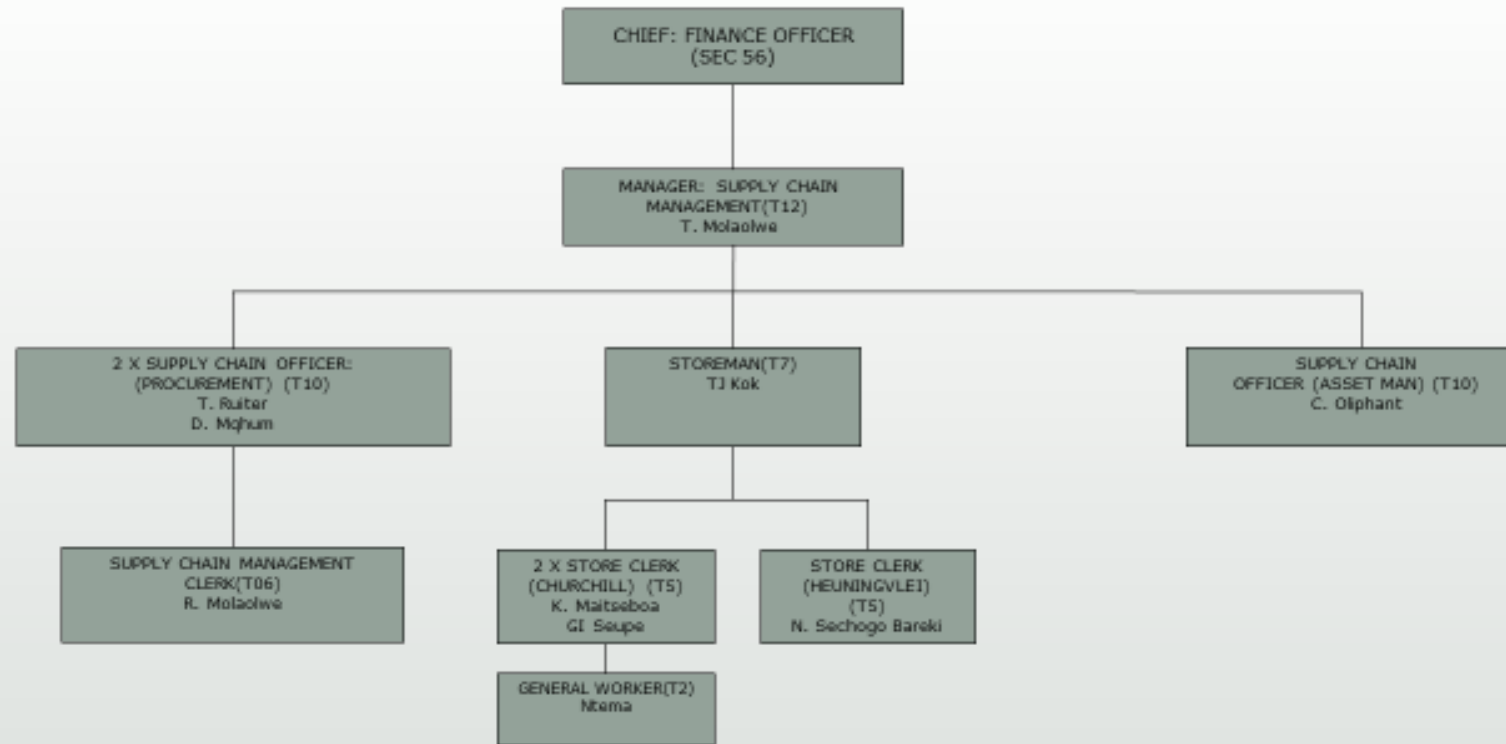 CHIEF: FINANCE OFFICER
(SEC 56)
MANAGER: SUPPLY CHAIN
MANAGEMENT(T12)
T. Molaolwe
2 X SUPPLY CHAIN OFFICER:
(PROCUREMENT) (T10)
T. Ruiter
D. Mqhum
STOREMAN(T7)
TJ Kok
SUPPLY CHAIN
OFFICER (ASSET MAN) (T10)
C. Oliphant
SUPPLY CHAIN MANAGEMENT
CLERK(T06)
R. Molaolwe
2 X STORE CLERK
(CHURCHILL) (T5)
K. Maitseboa
GI Seupe
STORE CLERK
(HEUNINGVLEI)
(T5)
N. Sechogo Bareki
GENERAL WORKER(T2)
Ntema